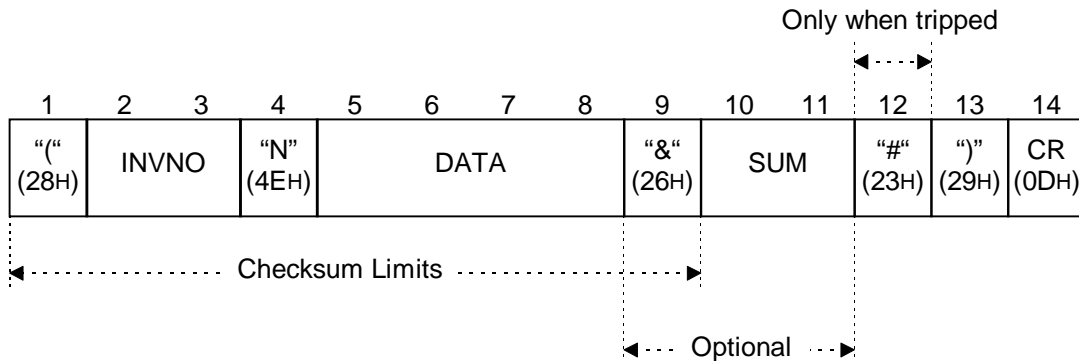 Only when tripped
1 2 3 4 5 6 7 8 9 10 11 12 13 14
“(“ INVNO “N” DATA “&“ SUM “#“ “)” CR
(28H) (4EH) (26H) (23H) (29H) (0DH)
Checksum Limits
Optional